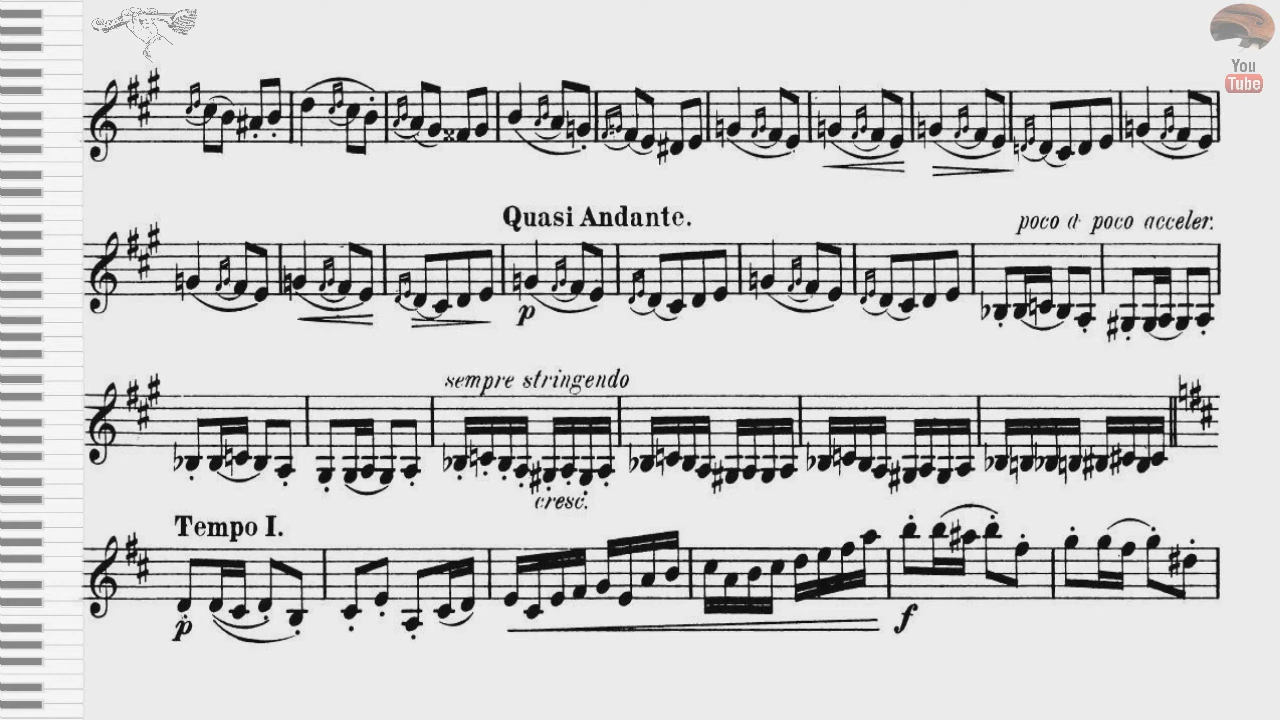 You
Tube
Quasi Andante.
poco a poco acceler.
p
sempre stringendo
cresc.
Tempo I.
p
f